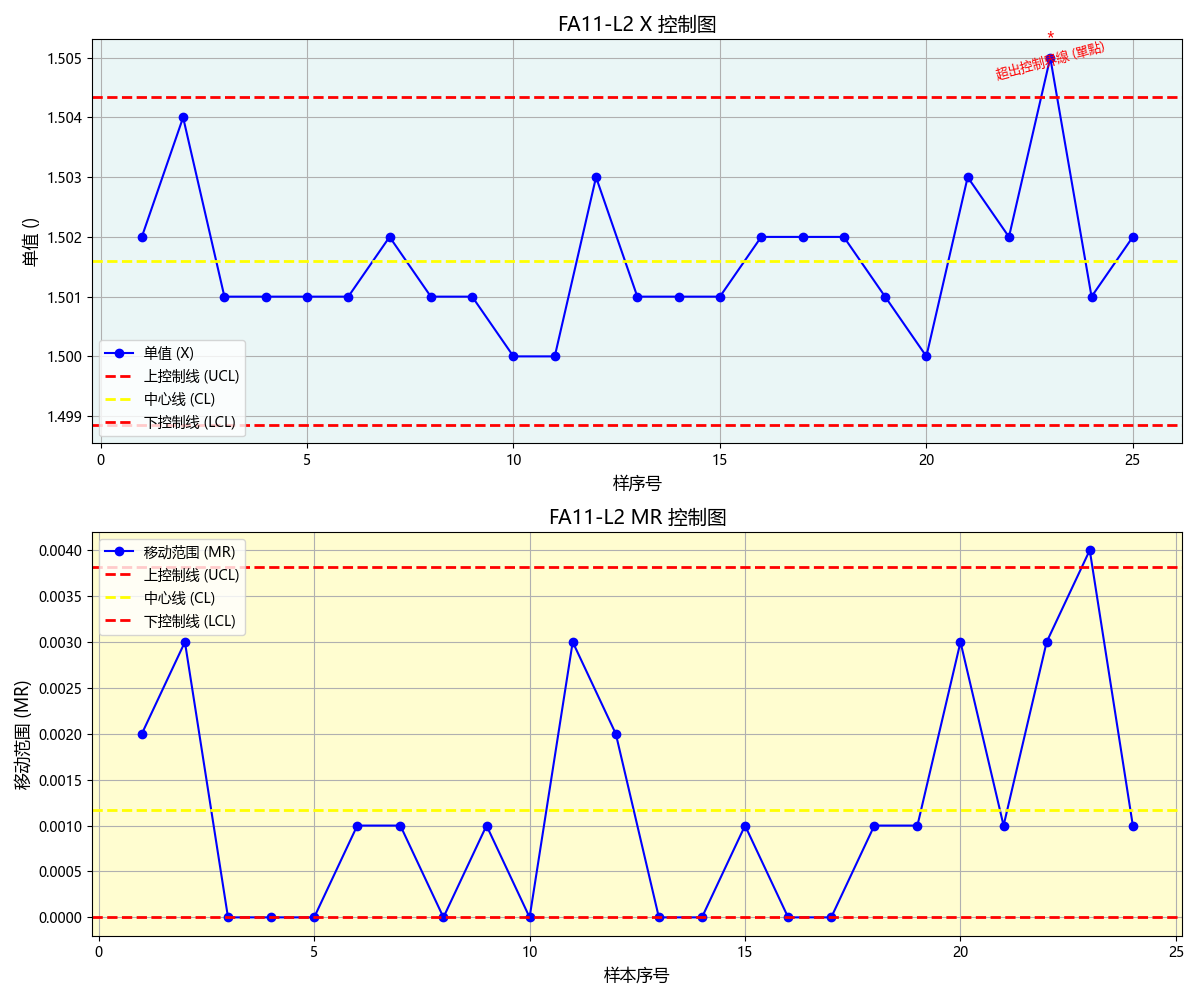 FA11-L2 X 控制图
*
超出控制界線 (單點)
1.505
1.504
1.503
1.502
1.501
1.500
1.499
单值 ()
单值 (X)
上控制线 (UCL)
中心线 (CL)
下控制线 (LCL)
0 5 10 15 20 25
样序号
FA11-L2 MR 控制图
0.0040
0.0035
0.0030
0.0025
0.0020
0.0015
0.0010
0.0005
0.0000
移动范围 (MR)
移动范围 (MR)
上控制线 (UCL)
中心线 (CL)
下控制线 (LCL)
0 5 10 15 20 25
样本序号